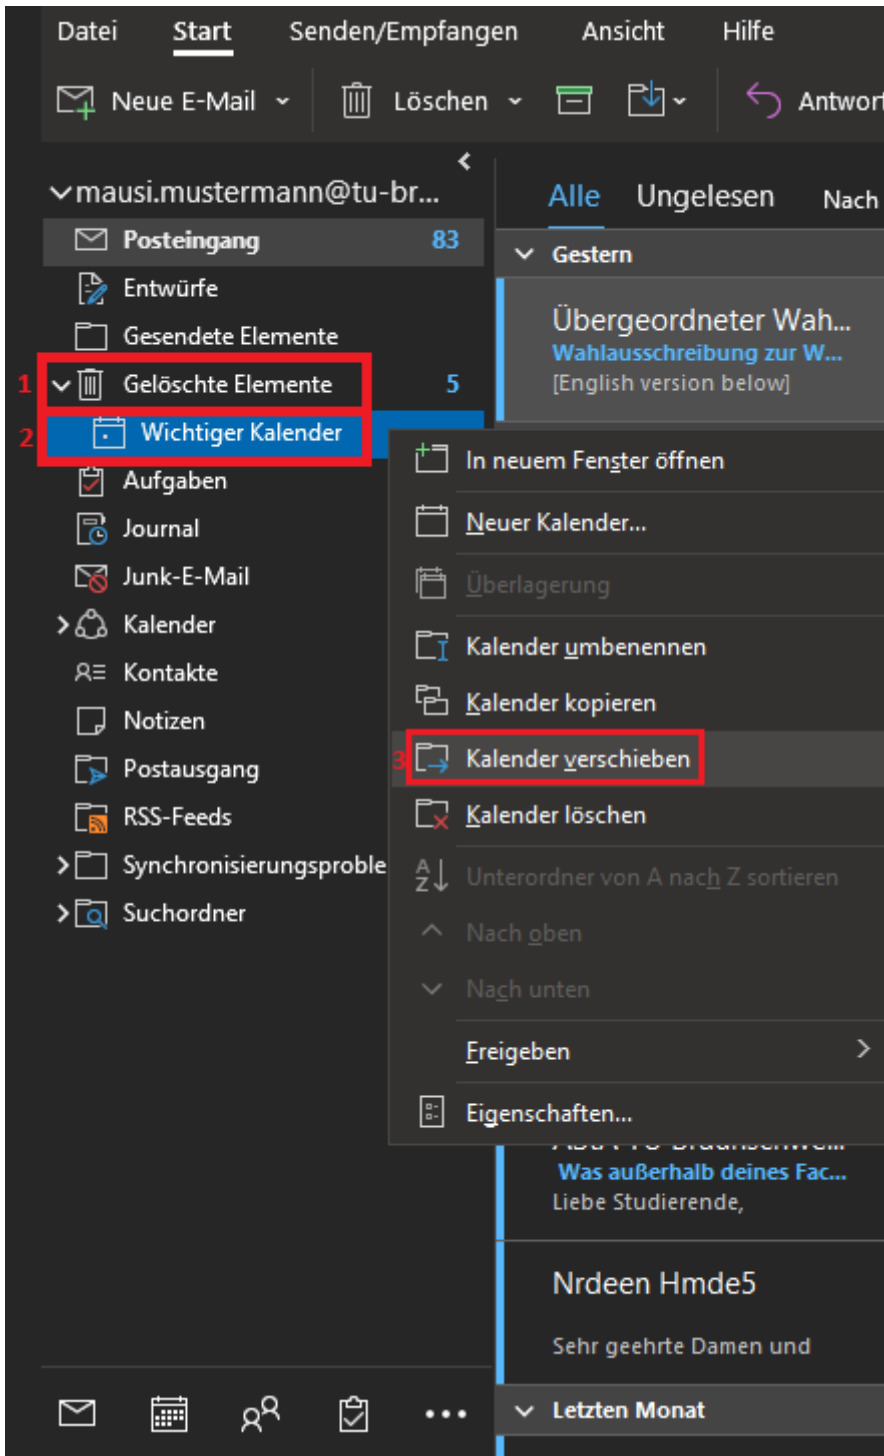 Datei Start Senden/Empfangen Ansicht Hilfe
Neue E-Mail Löschen
mausi.mustermann@tu-br...
Posteingang 83
Entwürfe
Gesendete Elemente
1 Gelöschte Elemente 5
2 Wichtiger Kalender
Aufgaben
Journal
Junk-E-Mail
Kalender
Kontakte
Notizen
Postausgang
RSS-Feeds
Suchordner
Alle Ungelesen Nach
Gestern
Übergeordneter Wah...
Wahlausschreibung zur W...
[English version below]
In neuem Fenster öffnen
Neuer Kalender...
Überlagerung
Kalender umbenennen
Kalender kopieren
3 Kalender verschieben
Kalender löschen
Unterordner von A nach Z sortieren
Nach oben
Nach unten
Freigeben
Eigenschaften...
Was außerhalb deines Fac...
Liebe Studierende,
Nrdeen Hmde5
Sehr geehrte Damen und
Letzten Monat